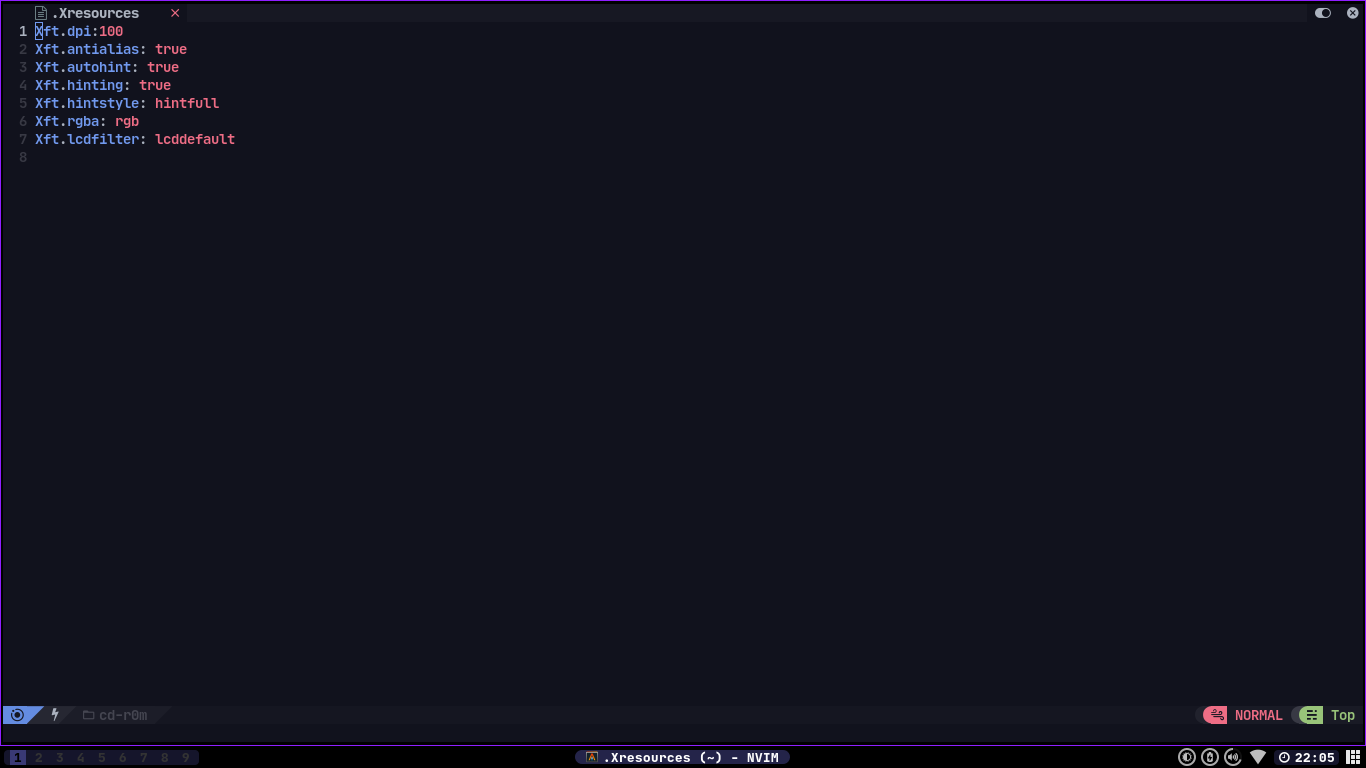 .Xresources
1 Xft.dpi:100
2 Xft.antialias: true
3 Xft.autohint: true
4 Xft.hinting: true
5 Xft.hintstyle: hintfull
6 Xft.rgba: rgb
7 Xft.lcdfilter: lcddefault
8
cd-r0m NORMAL Top
1 2 3 4 5 6 7 8 9 .Xresources (~) - NVIM 22:05